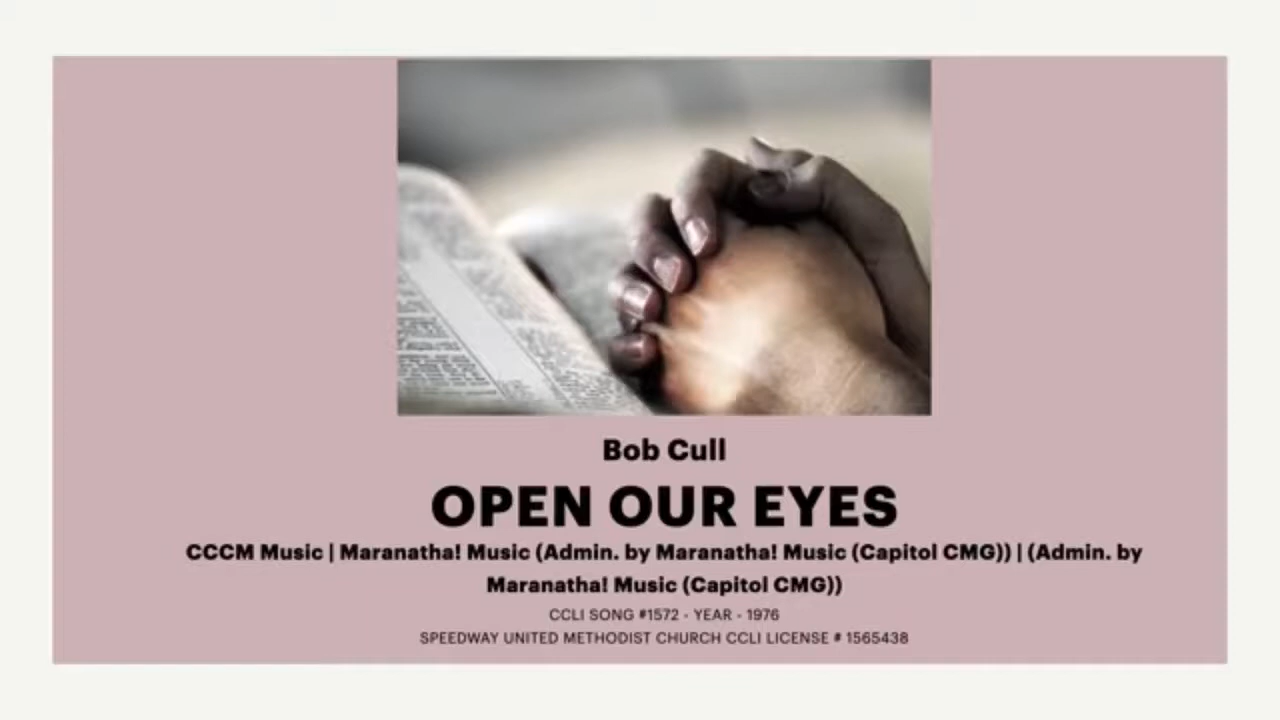 Bob Cull
OPEN OUR EYES
CCCM Music | Maranatha! Music (Admin. by Maranatha! Music (Capitol CMG)) | (Admin. by
Maranatha! Music (Capitol CMG))
CCLI SONG #1572 - YEAR - 1976
SPEEDWAY UNITED METHODIST CHURCH CCLI LICENSE # 1565438